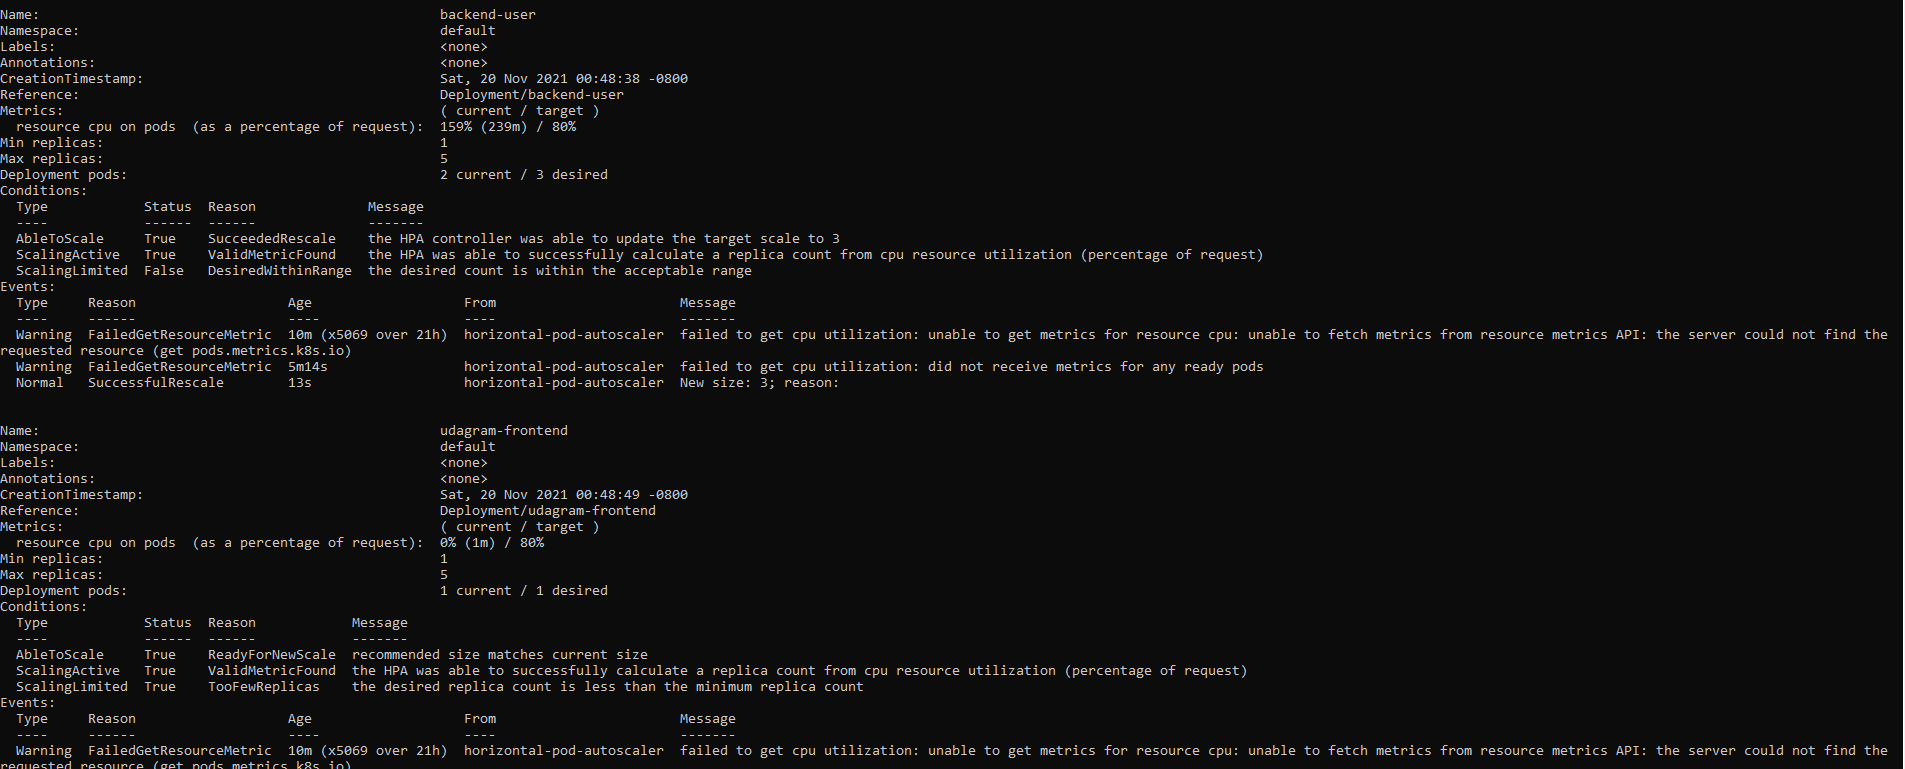 Name: backend-user
Namespace: default
Labels: <none>
Annotations: <none>
CreationTimestamp: Sat, 20 Nov 2021 00:48:38 -0800
Reference: Deployment/backend-user
Metrics: ( current / target )
resource cpu on pods (as a percentage of request): 159% (239m) / 80%
Min replicas: 1
Max replicas: 5
Deployment pods: 2 current / 3 desired
Conditions:
Type Status Reason Message
---- ------ ------ -------
AbleToScale True SucceededRescale the HPA controller was able to update the target scale to 3
ScalingActive True ValidMetricFound the HPA was able to successfully calculate a replica count from cpu resource utilization (percentage of request)
ScalingLimited False DesiredWithinRange the desired count is within the acceptable range
Events:
Type Reason Age From Message
---- ------ ---- ---- -------
Warning FailedGetResourceMetric 10m (x5069 over 21h) horizontal-pod-autoscaler failed to get cpu utilization: unable to get metrics for resource cpu: unable to fetch metrics from resource metrics API: the server could not find the
requested resource (get pods.metrics.k8s.io)
Warning FailedGetResourceMetric 5m14s horizontal-pod-autoscaler failed to get cpu utilization: did not receive metrics for any ready pods
Normal SuccessfulRescale 13s horizontal-pod-autoscaler New size: 3; reason:
Name: udagram-frontend
Namespace: default
Labels: <none>
Annotations: <none>
CreationTimestamp: Sat, 20 Nov 2021 00:48:49 -0800
Reference: Deployment/udagram-frontend
Metrics: ( current / target )
resource cpu on pods (as a percentage of request): 0% (1m) / 80%
Min replicas: 1
Max replicas: 5
Deployment pods: 1 current / 1 desired
Conditions:
Type Status Reason Message
---- ------ ------ -------
AbleToScale True ReadyForNewScale recommended size matches current size
ScalingActive True ValidMetricFound the HPA was able to successfully calculate a replica count from cpu resource utilization (percentage of request)
ScalingLimited True TooFewReplicas the desired replica count is less than the minimum replica count
Events:
Type Reason Age From Message
---- ------ ---- ---- -------
Warning FailedGetResourceMetric 10m (x5069 over 21h) horizontal-pod-autoscaler failed to get cpu utilization: unable to get metrics for resource cpu: unable to fetch metrics from resource metrics API: the server could not find the
requested resource (get pods.metrics.k8s.io)